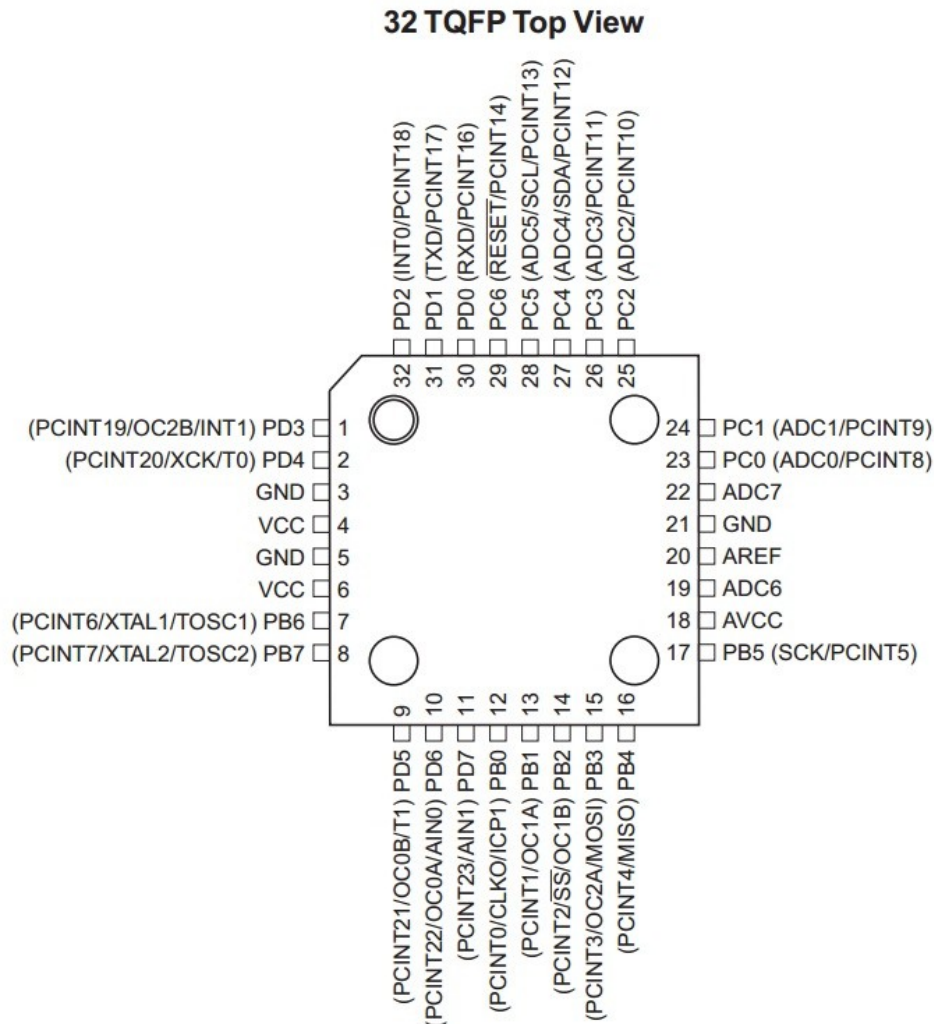 32 TQFP Top View
PD2 (INT0/PCINT18)
PD1 (TXD/PCINT17)
PD0 (RXD/PCINT16)
PC6 (RESET/PCINT14)
PC5 (ADC5/SCL/PCINT13)
PC4 (ADC4/SDA/PCINT12)
PC3 (ADC3/PCINT11)
PC2 (ADC2/PCINT10)
32
31
30
29
28
27
26
25
(PCINT19/OC2B/INT1) PD3 1
(PCINT20/XCK/T0) PD4 2
GND 3
VCC 4
GND 5
VCC 6
(PCINT6/XTAL1/TOSC1) PB6 7
(PCINT7/XTAL2/TOSC2) PB7 8
24 PC1 (ADC1/PCINT9)
23 PC0 (ADC0/PCINT8)
22 ADC7
21 GND
20 AREF
19 ADC6
18 AVCC
17 PB5 (SCK/PCINT5)
9
10
11
12
13
14
15
16
(PCINT21/OC0B/T1) PD5
(PCINT22/OC0A/AIN0) PD6
(PCINT23/AIN1) PD7
(PCINT0/CLKO/ICP1) PB0
(PCINT1/OC1A) PB1
(PCINT2/SS/OC1B) PB2
(PCINT3/OC2A/MOSI) PB3
(PCINT4/MISO) PB4